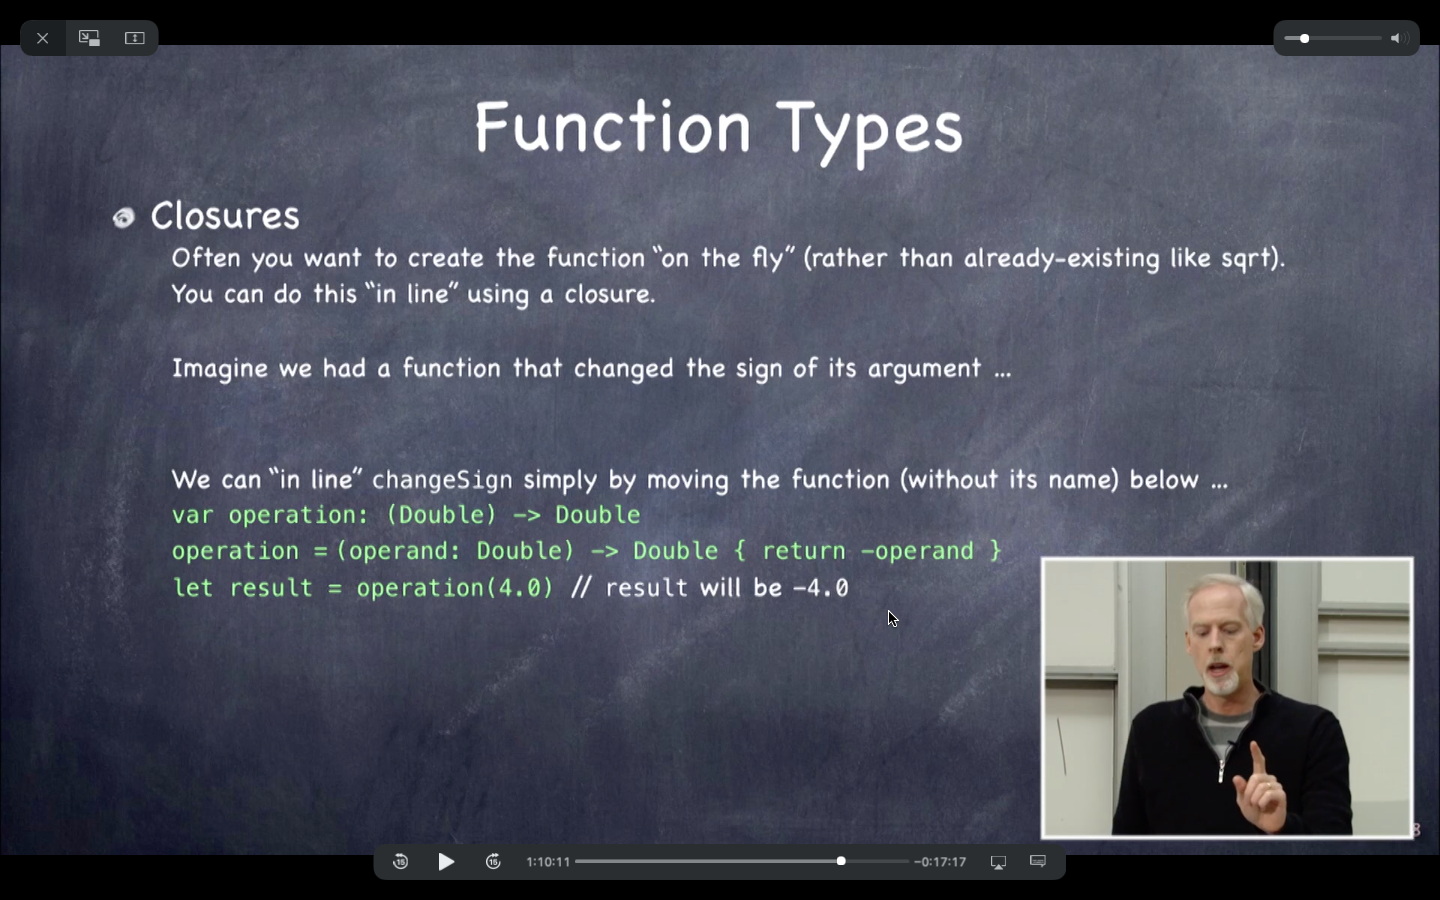 Function Types
Closures
Often you want to create the function “on the fly” (rather than already-existing like sqrt).
You can do this “in line” using a closure.
Imagine we had a function that changed the sign of its argument ...
We can “in line” changeSign simply by moving the function (without its name) below ...
var operation: (Double) -> Double
operation = (operand: Double) -> Double { return -operand }
let result = operation(4.0) // result will be -4.0
8
15
15
1:10:11
-0:17:17